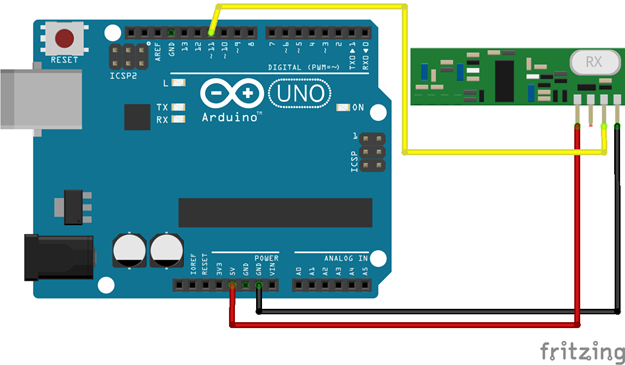 RESET
ICSP2
AREF
GND
13
12
~11
~10
~9
8
7
~6
~5
4
~3
2
TX0▶1
RX0◀0
DIGITAL (PWM=~)
L
TX
RX
Arduino™
UNO
ON
1
ICSP
RX
POWER
ANALOG IN
IOREF
RESET
3V3
5V
GND
GND
VIN
A0
A1
A2
A3
A4
A5
fritzing